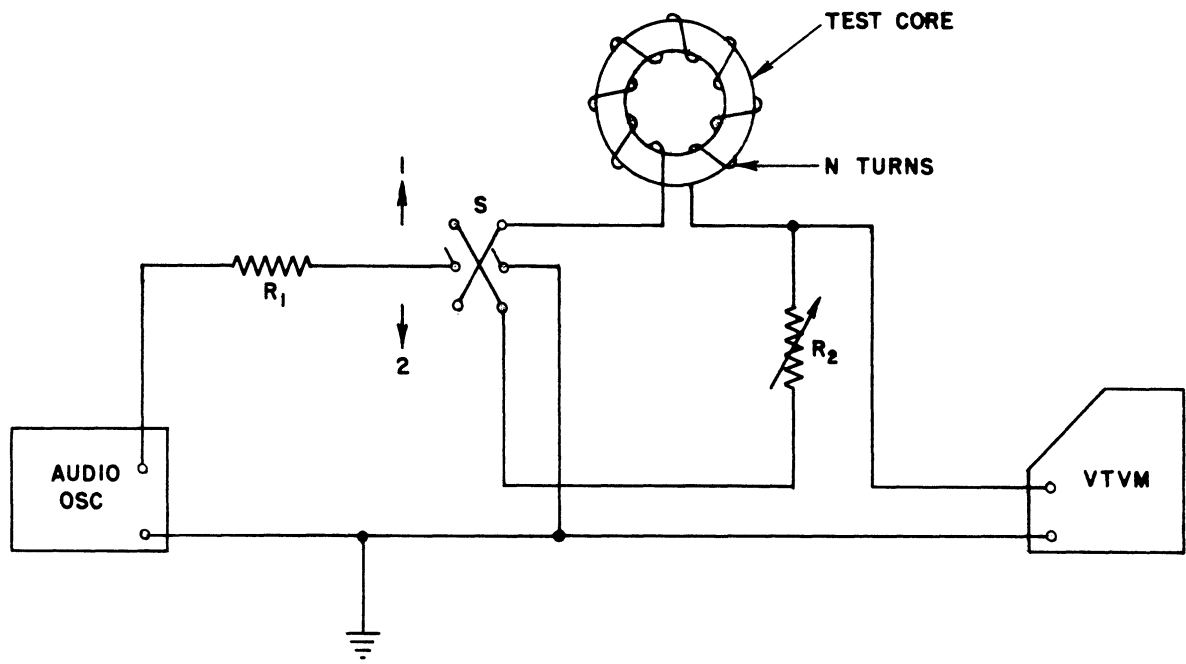 TEST CORE
N TURNS
1
S
R1
2
R2
AUDIO
OSC
VTVM